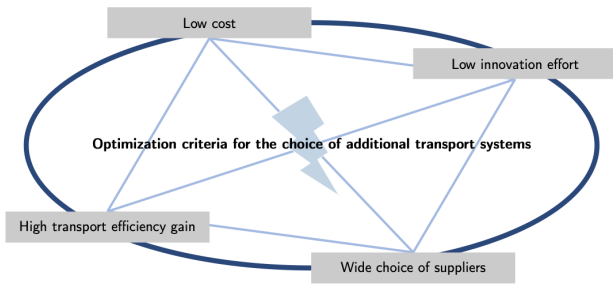 Low cost
Low innovation effort
Optimization criteria for the choice of additional transport systems
High transport efficiency gain
Wide choice of suppliers